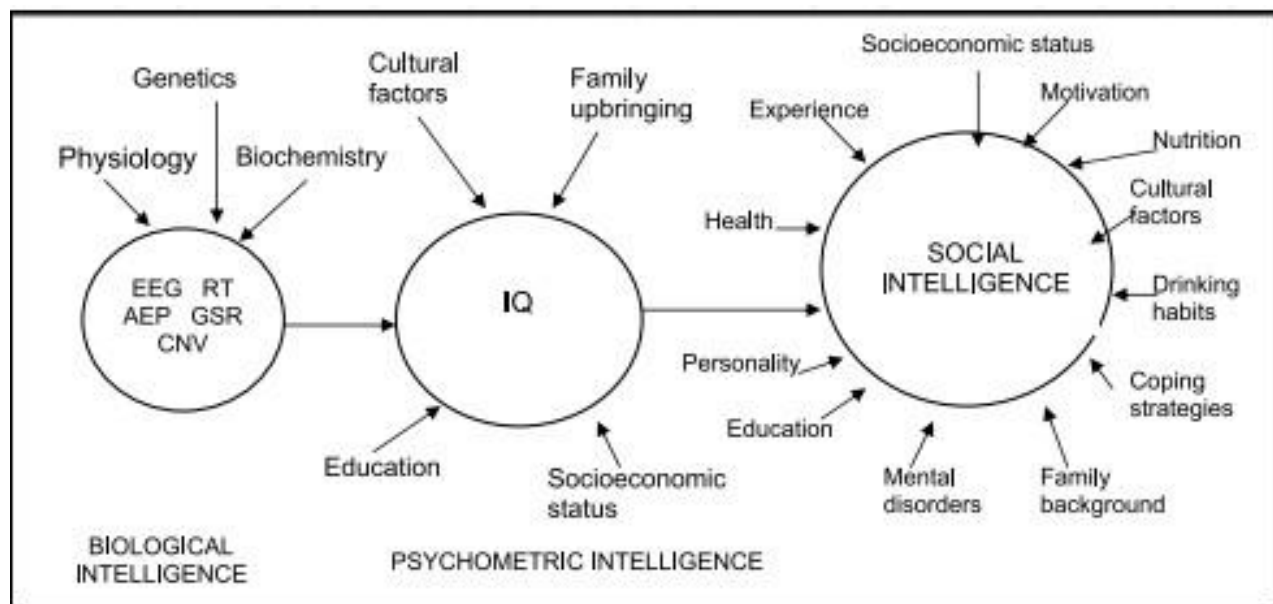 Socioeconomic status
Genetics
Cultural
factors
Family
upbringing
Experience
Motivation
Physiology
Biochemistry
Nutrition
Health
Cultural
factors
EEG RT
AEP GSR
CNV
IQ
SOCIAL
INTELLIGENCE
Drinking
habits
Personality
Coping
strategies
Education
Education
Socioeconomic
status
Mental
disorders
Family
background
BIOLOGICAL
INTELLIGENCE
PSYCHOMETRIC INTELLIGENCE